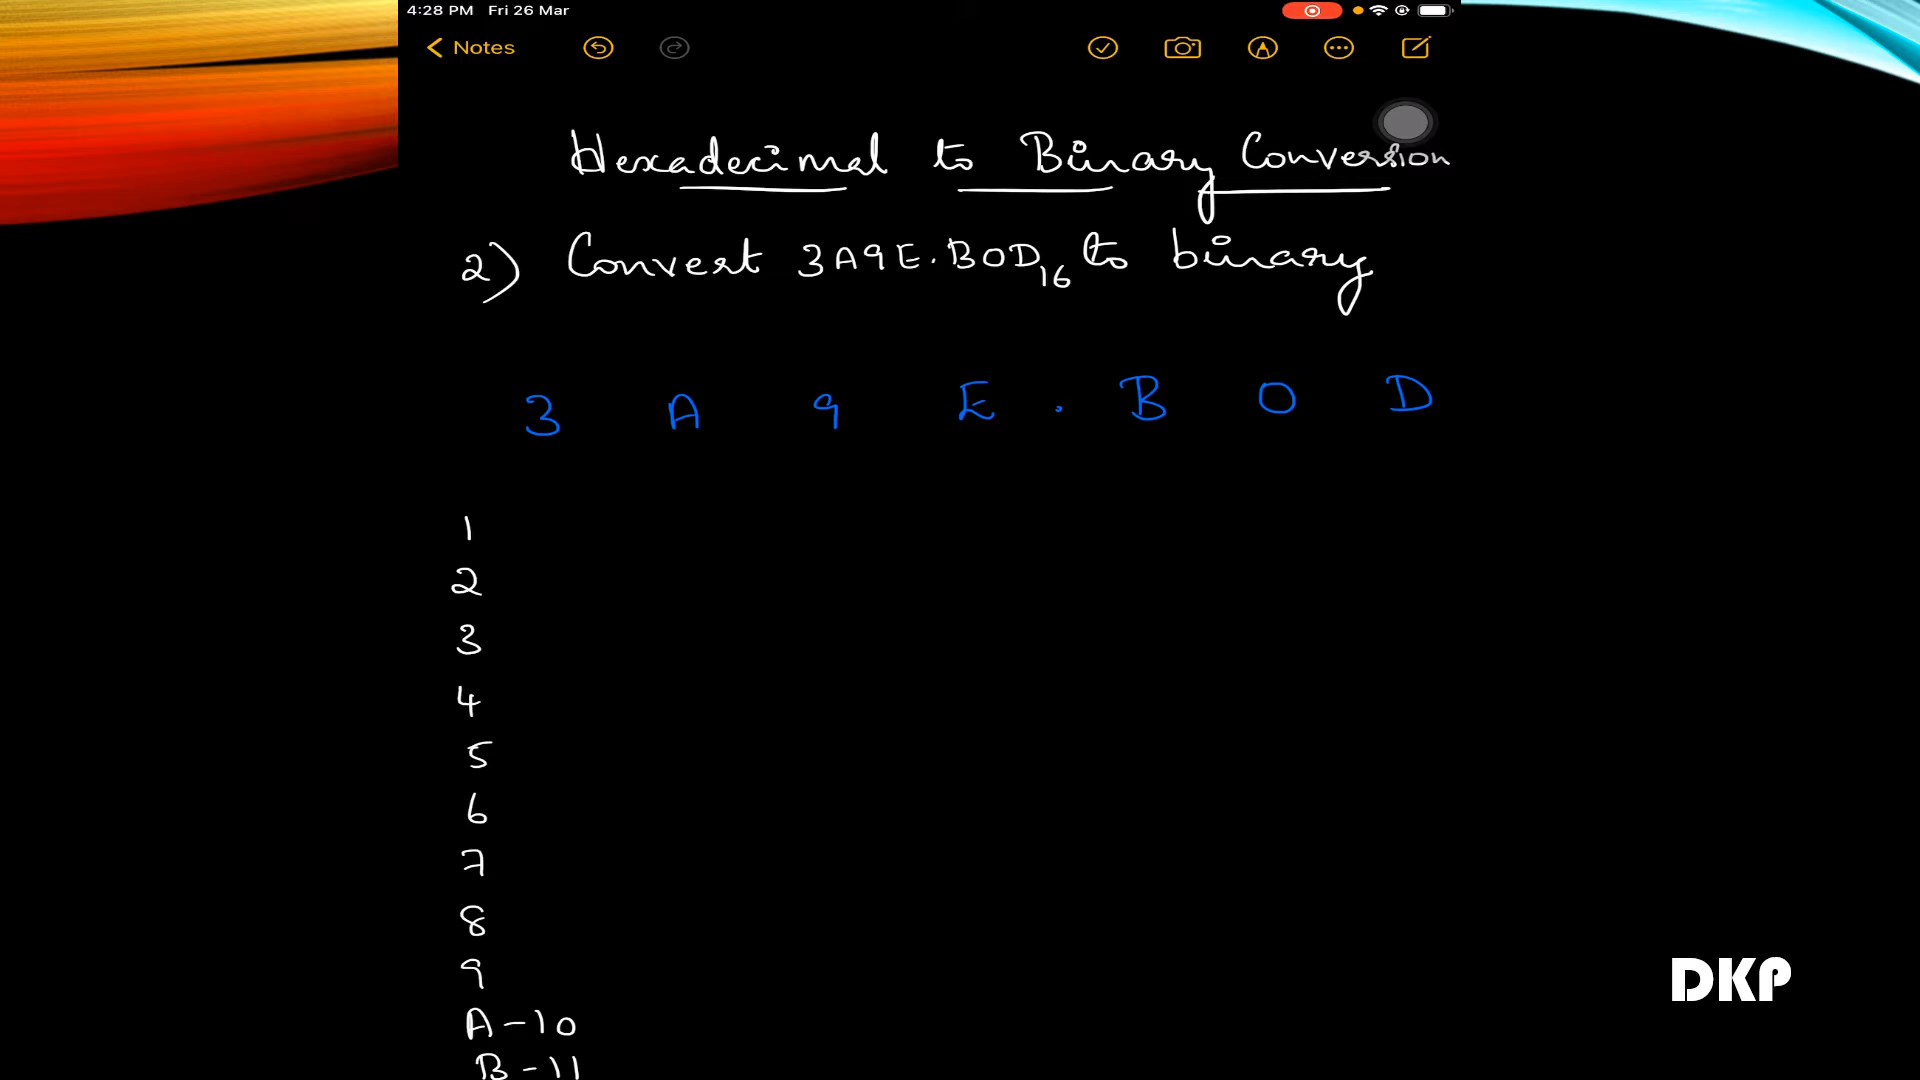 4:28 PM Fri 26 Mar
Notes
Hexadecimal to Binary Conversion
2) Convert 3A9E.B0D16 to binary
3 A 9 E . B 0 D
1
2
3
4
5
6
7
8
9
A-10
B-11
DKP